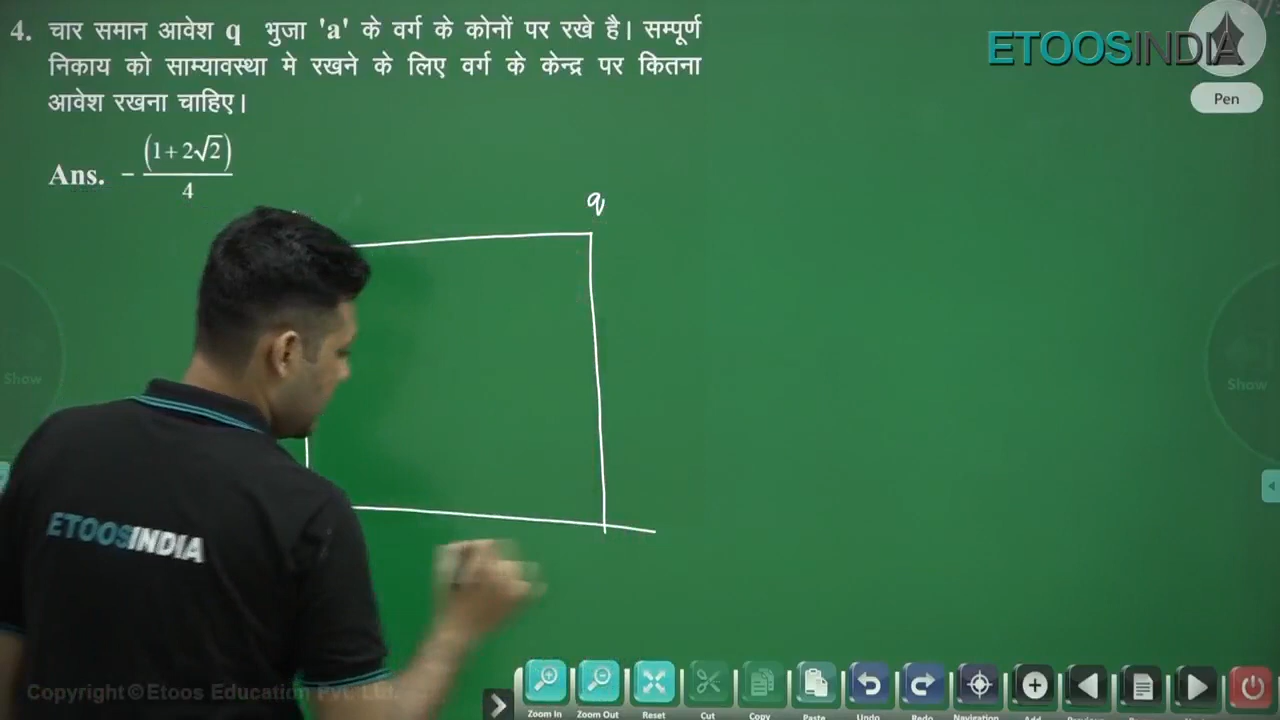 4. चार समान आवेश q भुजा 'a' के वर्ग के कोनों पर रखे है। सम्पूर्ण
निकाय को साम्यावस्था मे रखने के लिए वर्ग के केन्द्र पर कितना
आवेश रखना चाहिए।
Ans. -(1+2√2)/4
ETOOSINDIA
Pen
q
Show
Show
ETOOSINDIA
Copyright©Etoos Education Pvt. Lt.
Zoom In Zoom Out Reset Cut Copy Paste Undo Redo Navigation Add